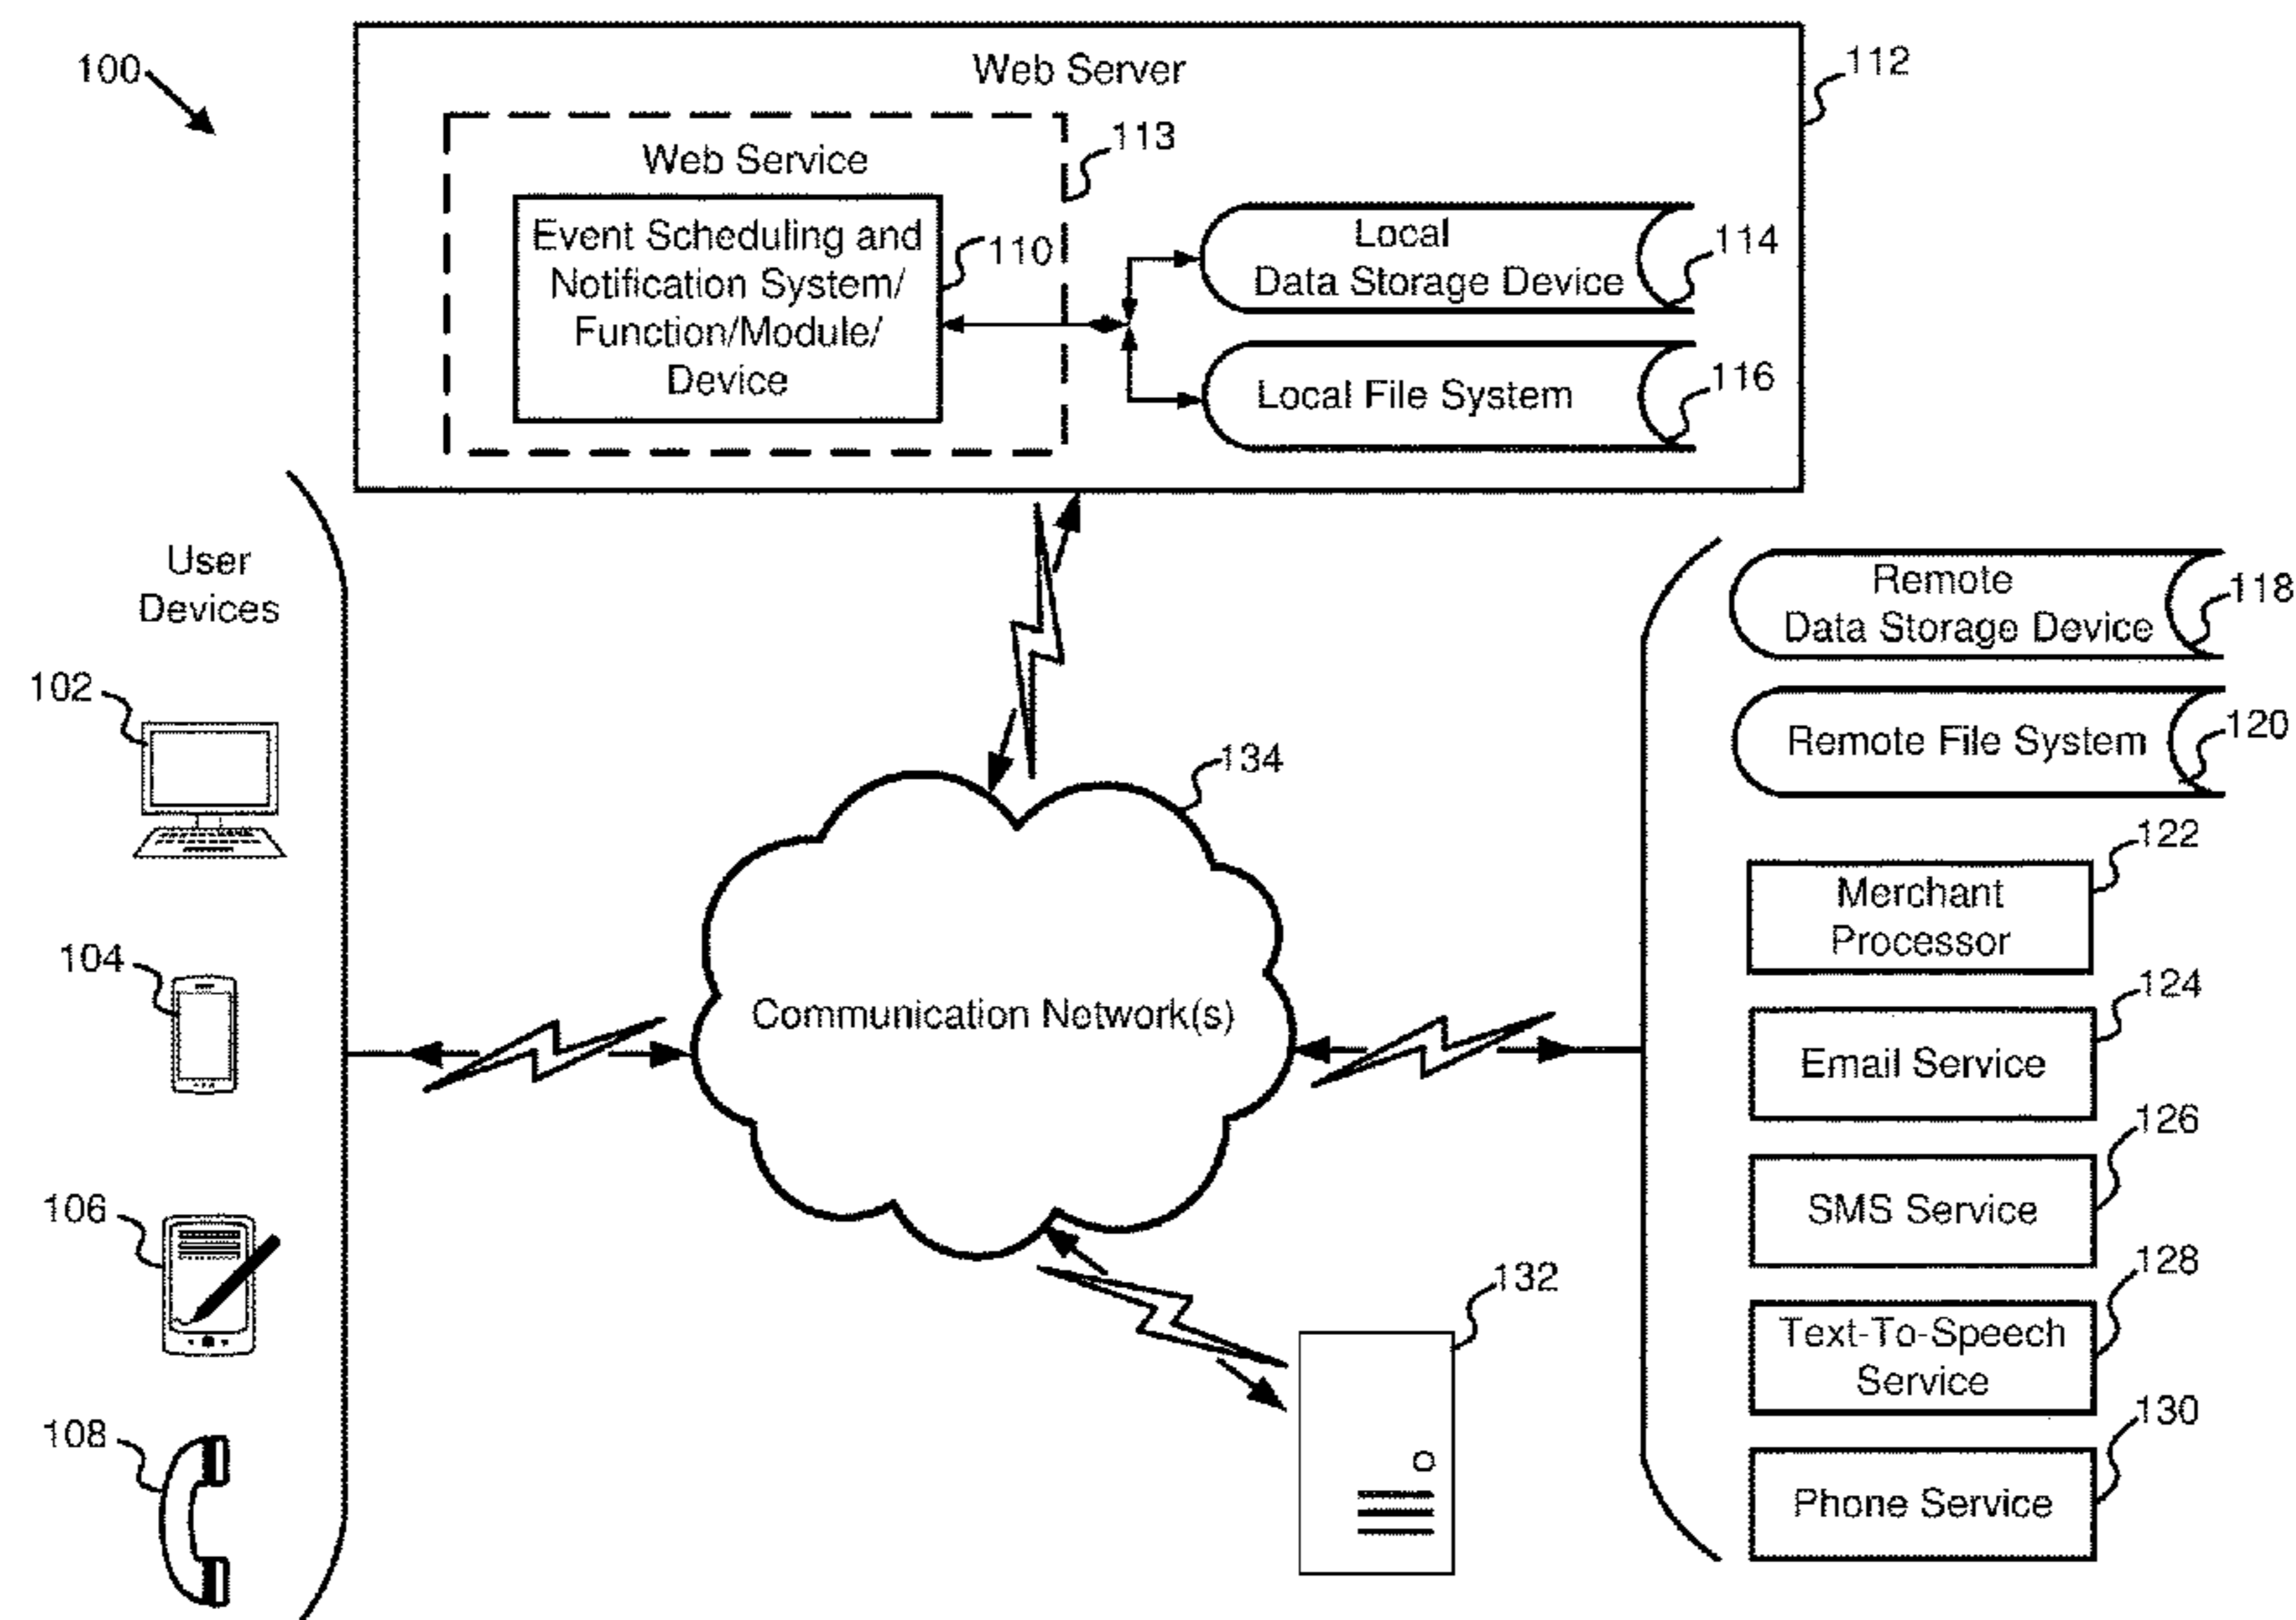 100
Web Server
112
Web Service
113
Event Scheduling and
Notification System/
Function/Module/
Device
110
Local
Data Storage Device
114
Local File System
116
User
Devices
102
104
106
108
Communication Network(s)
134
132
Remote
Data Storage Device
118
Remote File System
120
Merchant
Processor
122
Email Service
124
SMS Service
126
Text-To-Speech
Service
128
Phone Service
130